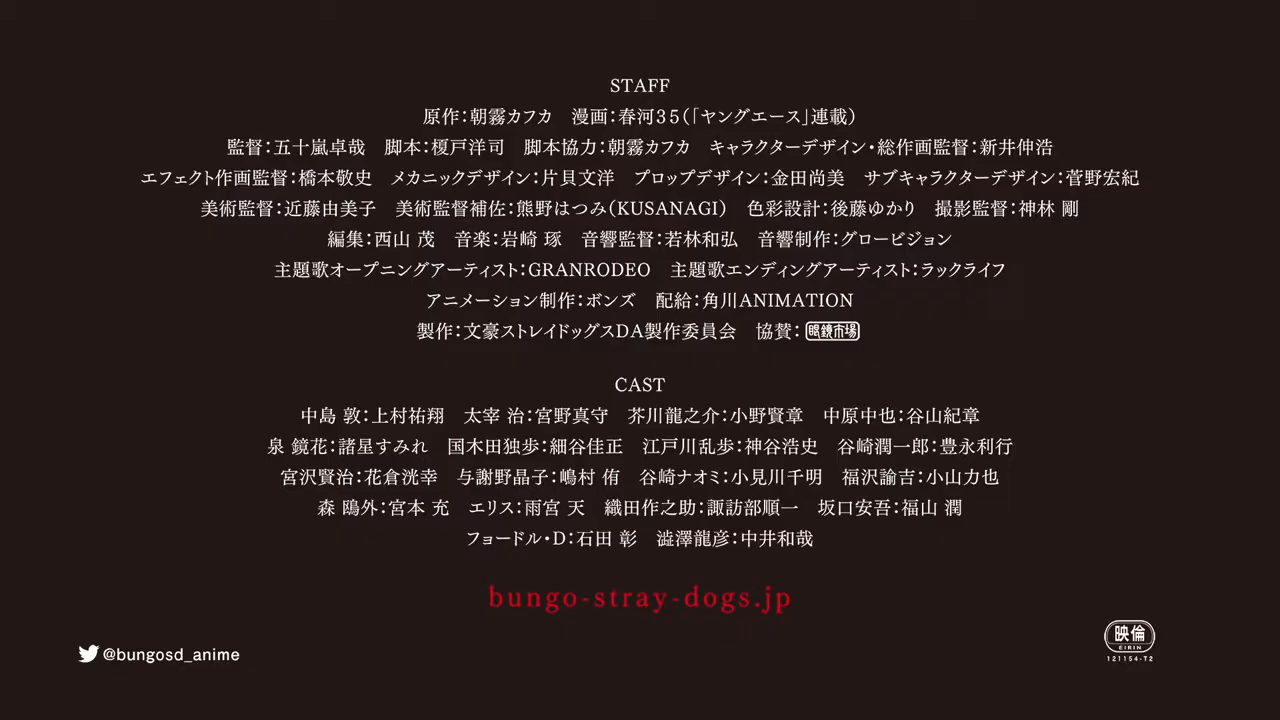 STAFF
原作：朝霧カフカ　漫画：春河35（「ヤングエース」連載）
監督：五十嵐卓哉　脚本：榎戸洋司　脚本協力：朝霧カフカ　キャラクターデザイン・総作画監督：新井伸浩
エフェクト作画監督：橋本敬史　メカニックデザイン：片貝文洋　プロップデザイン：金田尚美　サブキャラクターデザイン：菅野宏紀
美術監督：近藤由美子　美術監督補佐：熊野はつみ（KUSANAGI）　色彩設計：後藤ゆかり　撮影監督：神林 剛
編集：西山 茂　音楽：岩崎 琢　音響監督：若林和弘　音響制作：グロービジョン
主題歌オープニングアーティスト：GRANRODEO　主題歌エンディングアーティスト：ラックライフ
アニメーション制作：ボンズ　配給：角川ANIMATION
製作：文豪ストレイドッグスDA製作委員会　協賛：眼鏡市場
CAST
中島 敦：上村祐翔　太宰 治：宮野真守　芥川龍之介：小野賢章　中原中也：谷山紀章
泉 鏡花：諸星すみれ　国木田独歩：細谷佳正　江戸川乱歩：神谷浩史　谷崎潤一郎：豊永利行
宮沢賢治：花倉洸幸　与謝野晶子：嶋村 侑　谷崎ナオミ：小見川千明　福沢諭吉：小山力也
森 鴎外：宮本 充　エリス：雨宮 天　織田作之助：諏訪部順一　坂口安吾：福山 潤
フョードル・D：石田 彰　澁澤龍彦：中井和哉
bungo-stray-dogs.jp
@bungosd_anime
映倫
EIRIN
121154-T2